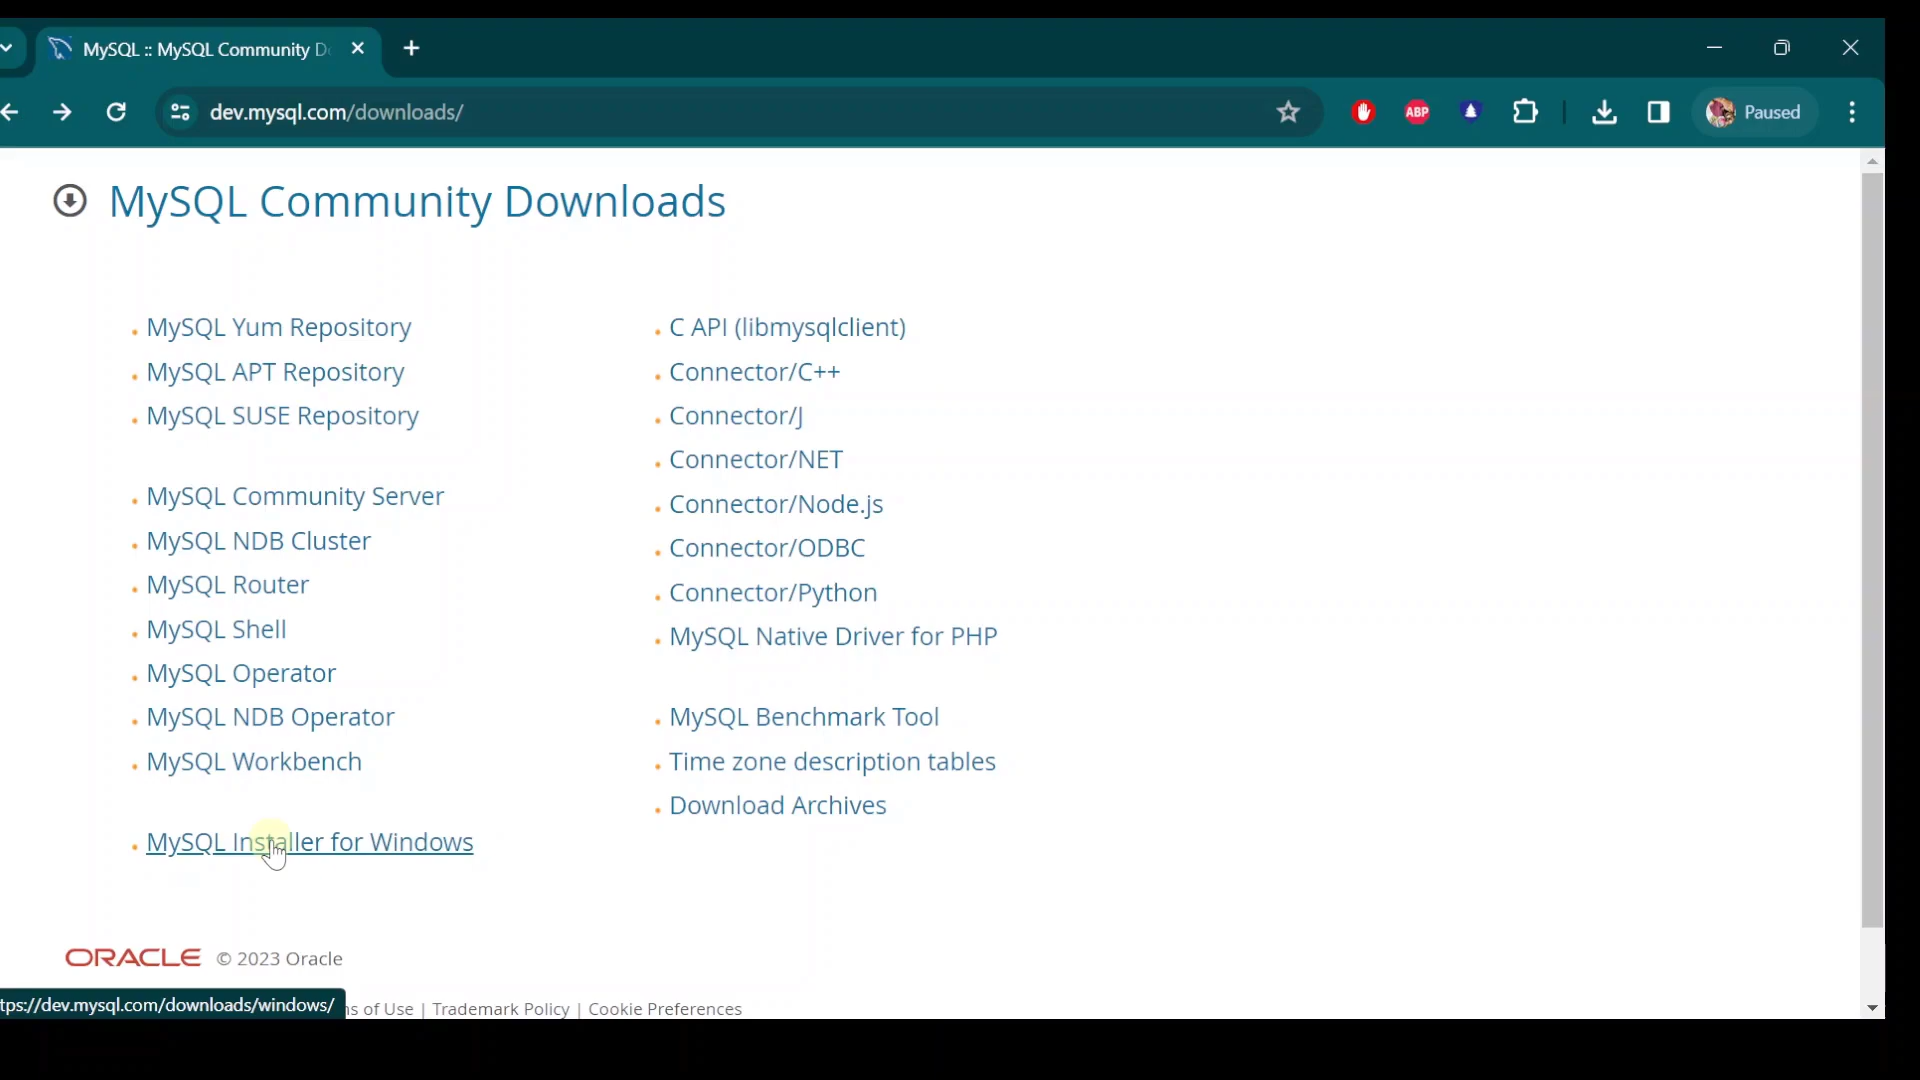 MySQL :: MySQL Community Do
dev.mysql.com/downloads/
ABP
Paused
MySQL Community Downloads
MySQL Yum Repository
MySQL APT Repository
MySQL SUSE Repository
MySQL Community Server
MySQL NDB Cluster
MySQL Router
MySQL Shell
MySQL Operator
MySQL NDB Operator
MySQL Workbench
MySQL Installer for Windows
C API (libmysqlclient)
Connector/C++
Connector/J
Connector/NET
Connector/Node.js
Connector/ODBC
Connector/Python
MySQL Native Driver for PHP
MySQL Benchmark Tool
Time zone description tables
Download Archives
ORACLE © 2023 Oracle
tps://dev.mysql.com/downloads/windows/
ns of Use | Trademark Policy | Cookie Preferences